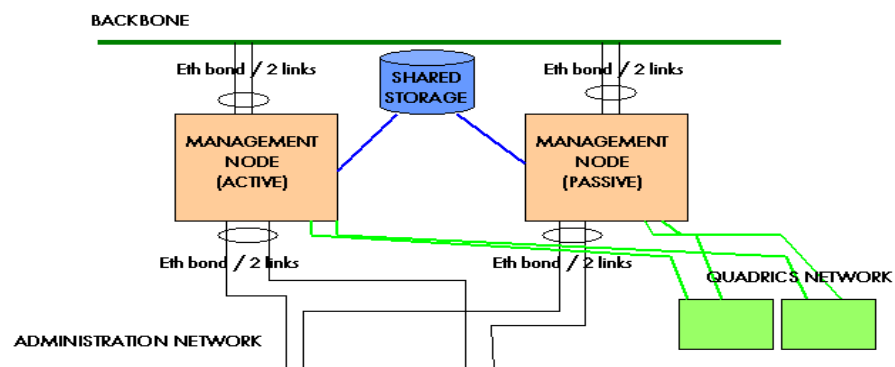 BACKBONE
Eth bond / 2 links
SHARED
STORAGE
Eth bond / 2 links
MANAGEMENT
NODE
(ACTIVE)
MANAGEMENT
NODE
(PASSIVE)
Eth bond / 2 links
Eth bond / 2 links
QUADRICS NETWORK
ADMINISTRATION NETWORK